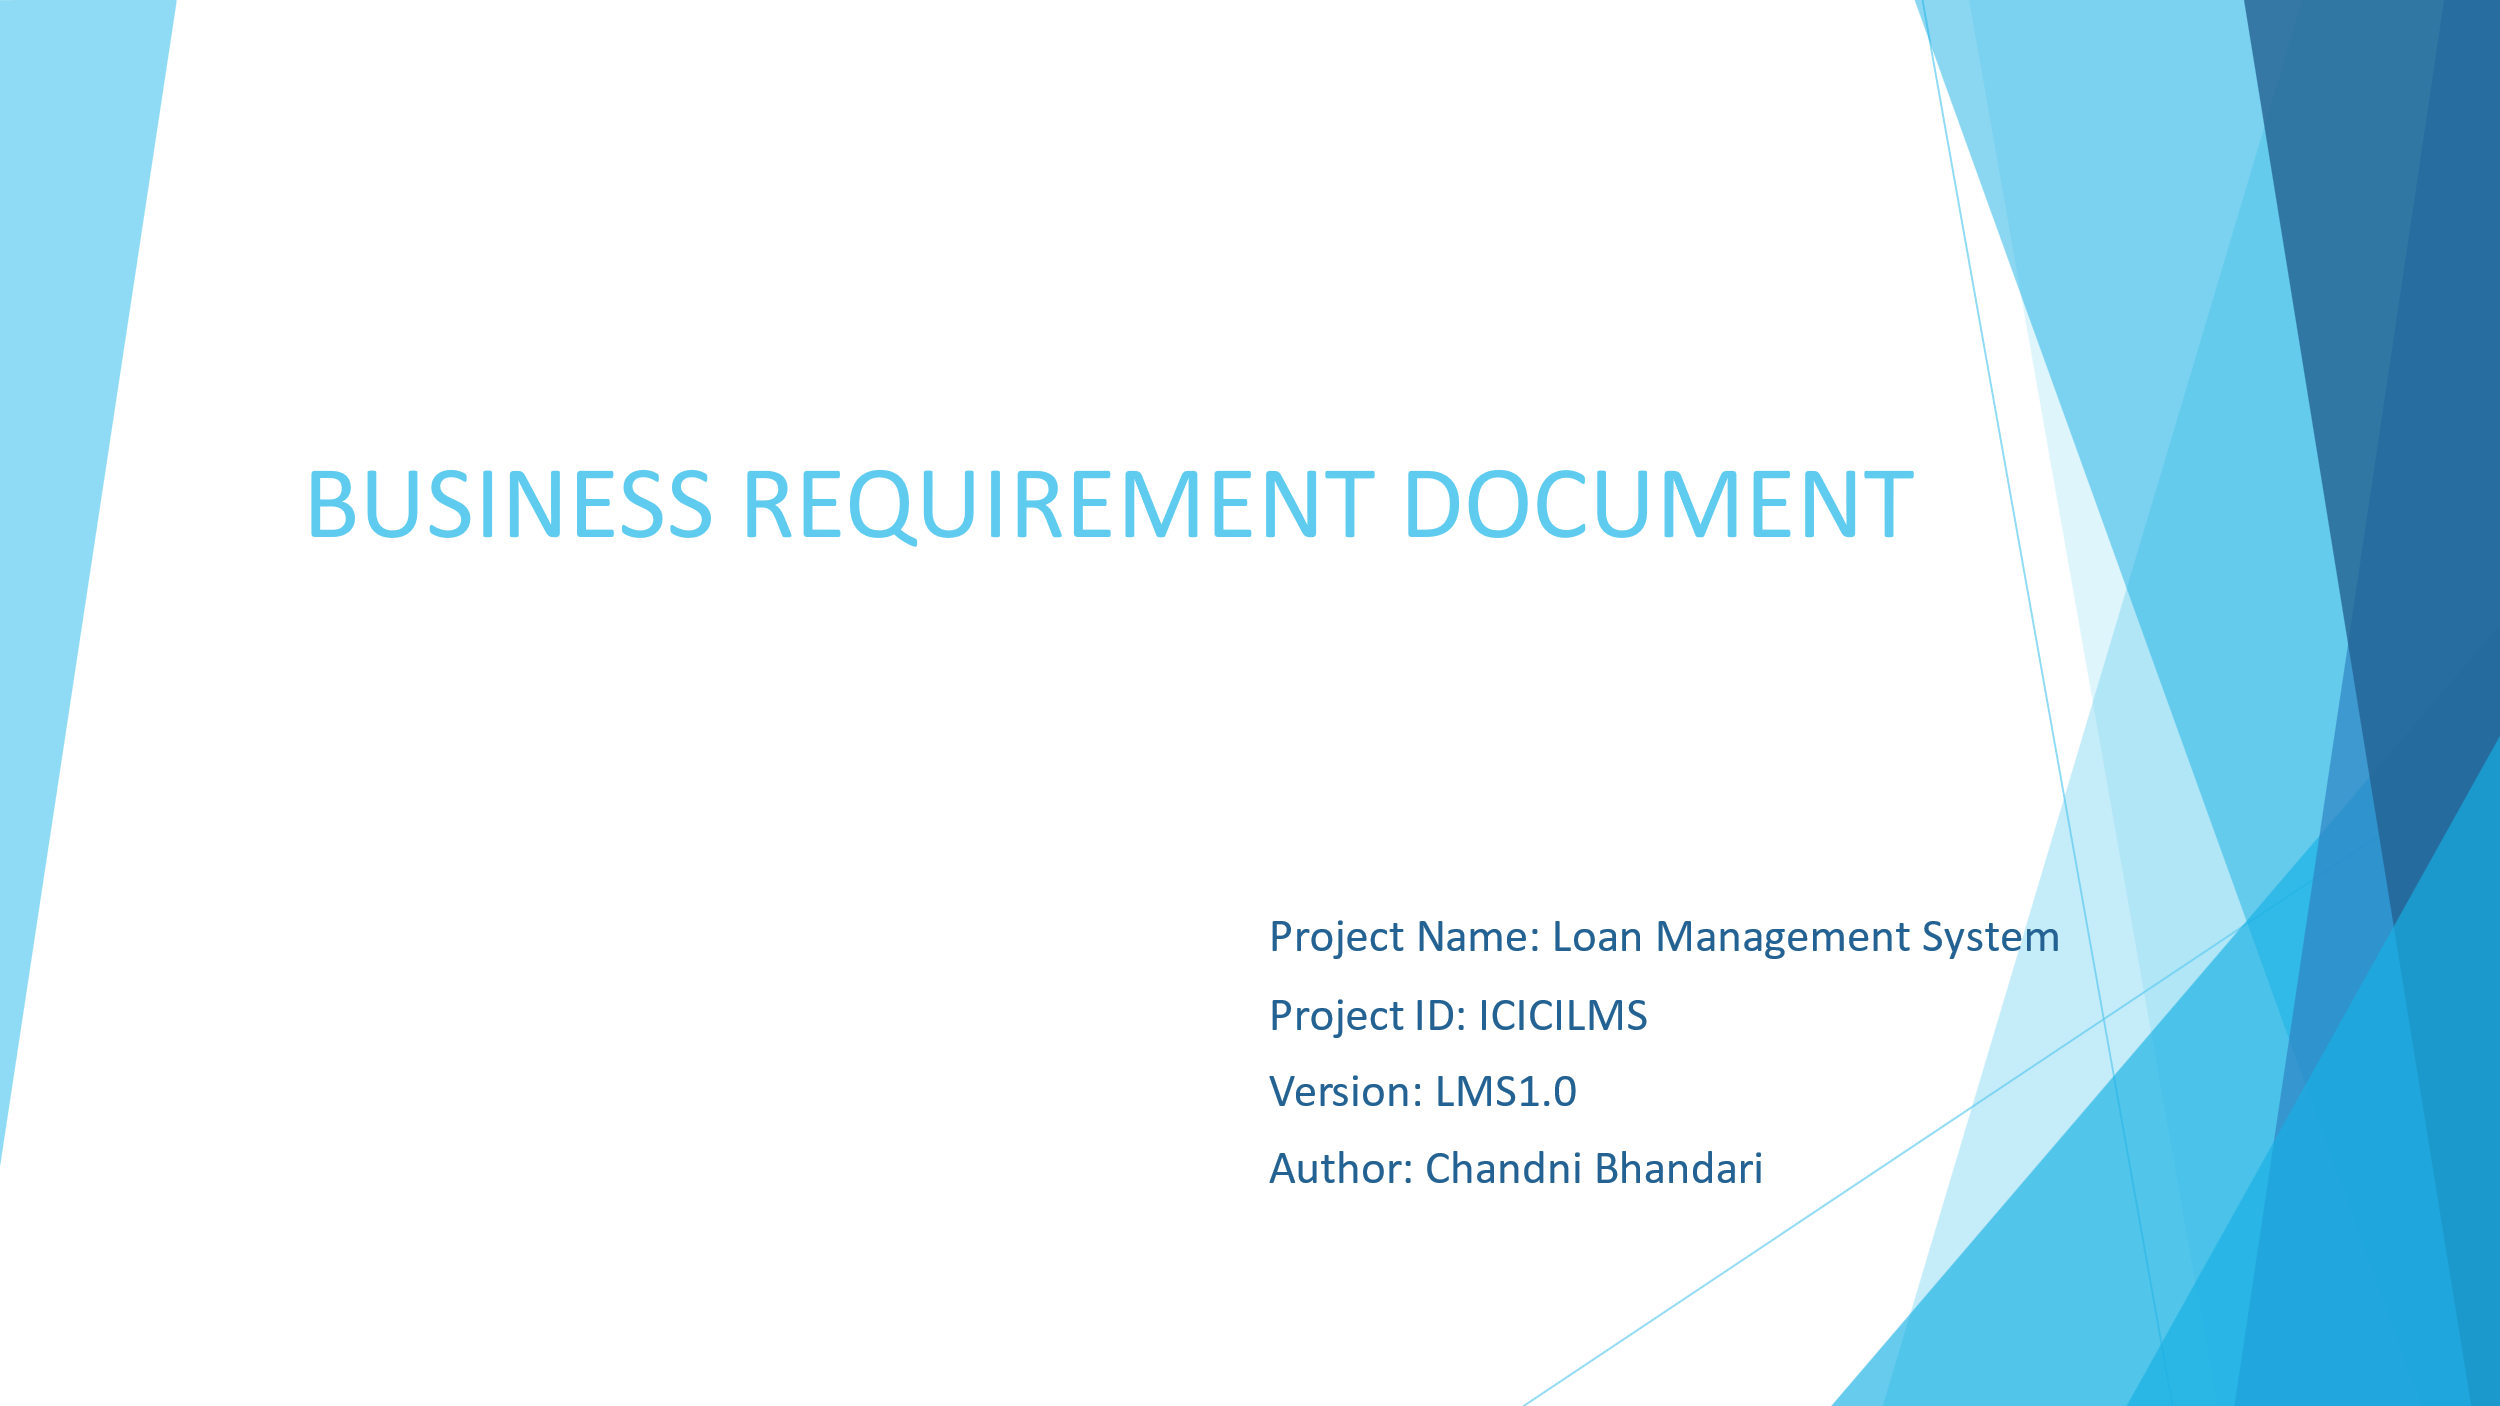 BUSINESS REQUIREMENT DOCUMENT
Project Name: Loan Management System
Project ID: ICICILMS
Version: LMS1.0
Author: Chandni Bhandari